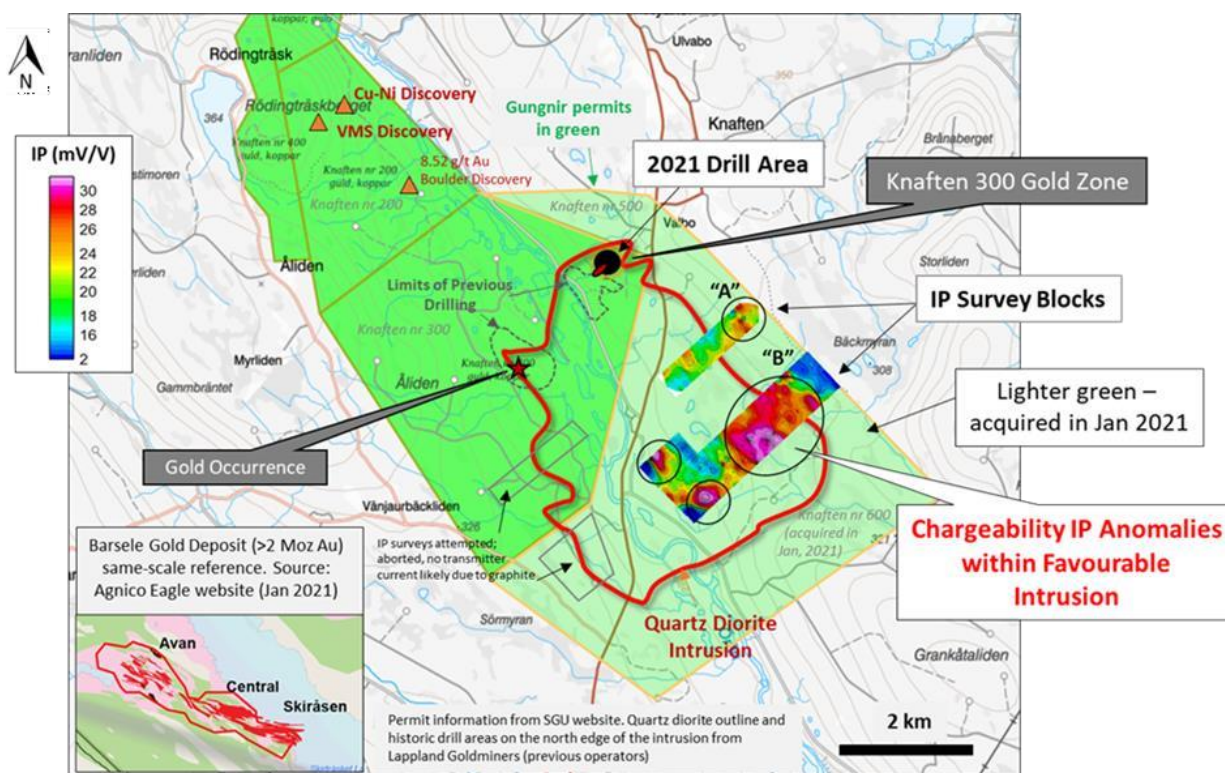 guld, koppar
Ulvabo
Rödingträsk
N
Cu-Ni Discovery
Rödingträskberget
364
VMS Discovery
Knaften nr 400
guld, koppar
Gungnir permits
in green
Knaften
350
Brånaberget
IP (mV/V)
30
28
24
22
20
18
16
2
Knaften nr 200
guld, koppar
8.52 g/t Au
Boulder Discovery
Knaften nr 200
2021 Drill Area
Knaften 300 Gold Zone
Knaften nr 500
Valbo
Storliden
Åliden
Limits of Previous
Drilling
"A"
IP Survey Blocks
Knaften nr 300
Myrliden
Gammbräntet
Åliden
guld,
"B"
Bäckmyran
308
Lighter green –
acquired in Jan 2021
Gold Occurrence
Vänjaurbäckliden
326
IP surveys attempted;
aborted, no transmitter
current likely due to graphite
Knaften nr 600
(acquired in
Jan, 2021)
Chargeability IP Anomalies
within Favourable
Intrusion
Barsele Gold Deposit (>2 Moz Au)
same-scale reference. Source:
Agnico Eagle website (Jan 2021)
Sörmyran
Quartz Diorite
Intrusion
Grankåtaliden
Avan
Central
Skiråsen
Permit information from SGU website. Quartz diorite outline and
historic drill areas on the north edge of the intrusion from
Lappland Goldminers (previous operators)
2 km